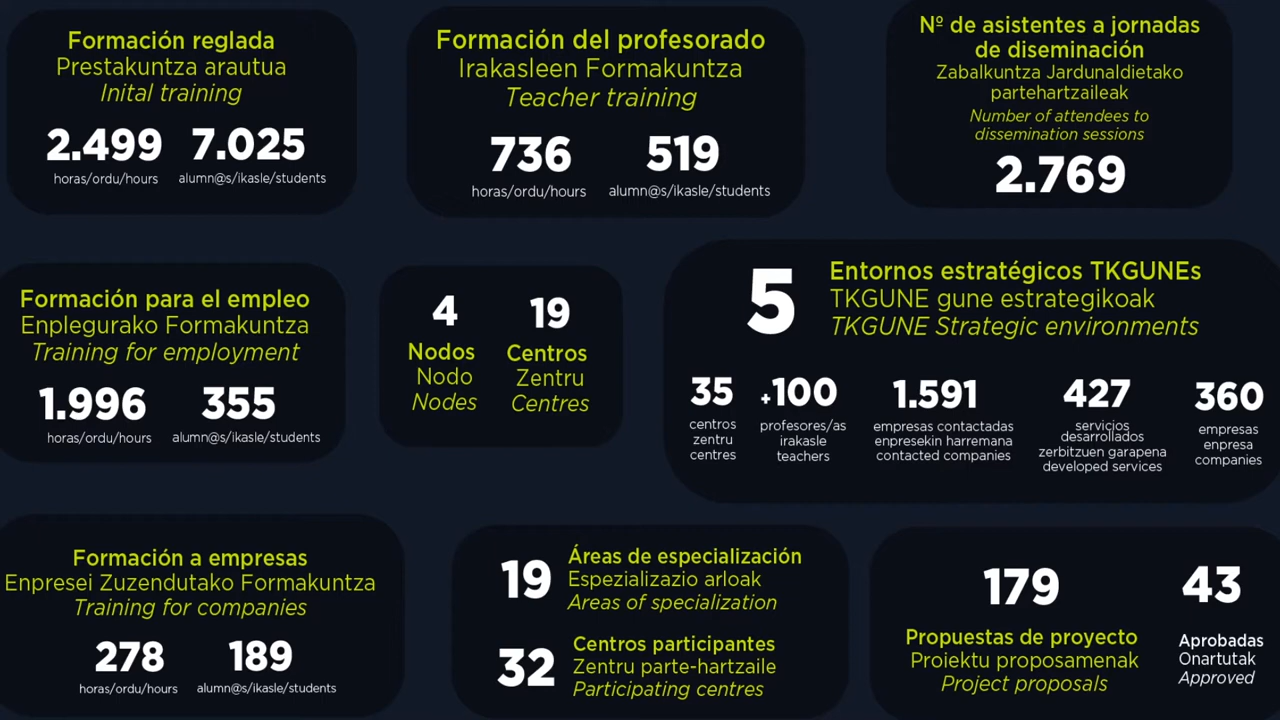 Formación reglada
Prestakuntza arautua
Inital training
2.499 7.025
horas/ordu/hours alumn@s/ikasle/students
Formación del profesorado
Irakasleen Formakuntza
Teacher training
736 519
horas/ordu/hours alumn@s/ikasle/students
Nº de asistentes a jornadas
de diseminación
Zabalkuntza Jardunaldietako
partehartzaileak
Number of attendees to
dissemination sessions
2.769
Formación para el empleo
Enplegurako Formakuntza
Training for employment
1.996 355
horas/ordu/hours alumn@s/ikasle/students
4 19
Nodos Centros
Nodo Zentru
Nodes Centres
5
Entornos estratégicos TKGUNEs
TKGUNE gune estrategikoak
TKGUNE Strategic environments
35
centros
zentru
centres
+100
profesores/as
irakasle
teachers
1.591
empresas contactadas
enpresekin harremana
contacted companies
427
servicios
desarrollados
zerbitzuen garapena
developed services
360
empresas
enpresa
companies
Formación a empresas
Enpresei Zuzendutako Formakuntza
Training for companies
278 189
horas/ordu/hours alumn@s/ikasle/students
19
Áreas de especialización
Espezializazio arloak
Areas of specialization
32
Centros participantes
Zentru parte-hartzaile
Participating centres
179
Propuestas de proyecto
Proiektu proposamenak
Project proposals
43
Aprobadas
Onartutak
Approved